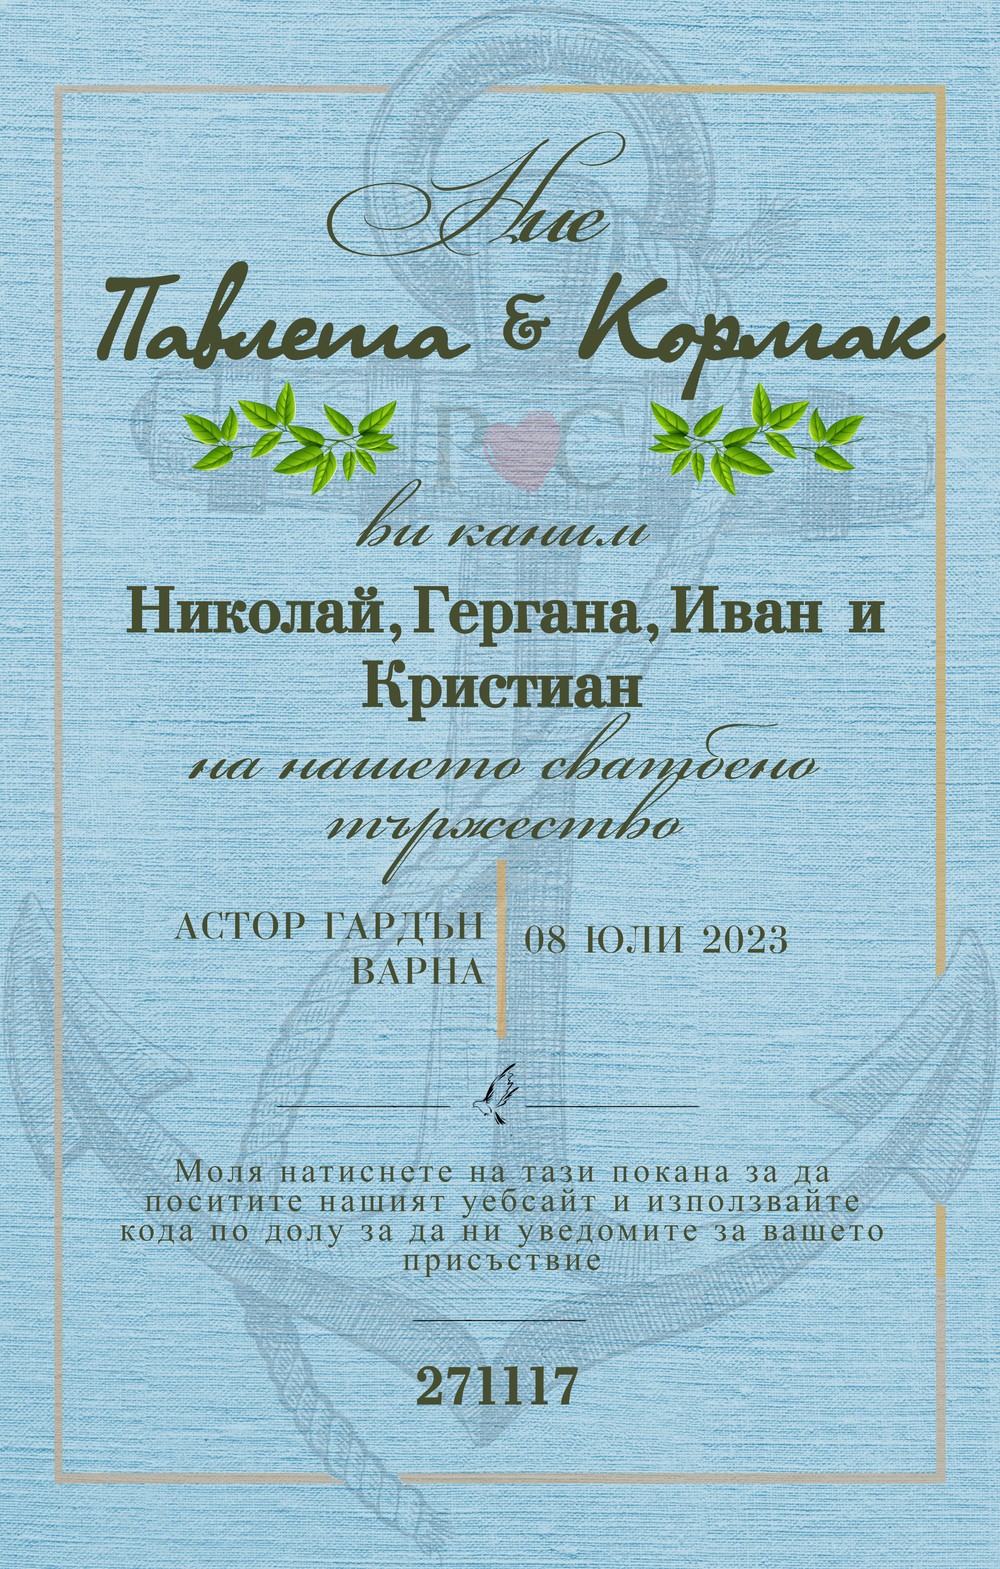 Ние
Павлета & Кормак
P C
ви каним
Николай, Гергана, Иван и
Кристиан
на нашето сватбено
тържество
АСТОР ГАРДЪН
ВАРНА
08 ЮЛИ 2023
Моля натиснете на тази покана за да
поситите нашият уебсайт и използвайте
кода по долу за да ни уведомите за вашето
присъствие
271117